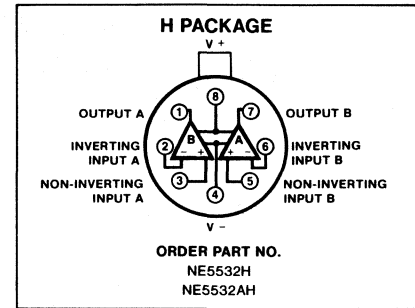 H PACKAGE
V +
8
OUTPUT A 1 7 OUTPUT B
B A
INVERTING INPUT A 2 − + + − 6 INVERTING INPUT B
NON-INVERTING INPUT A 3 4 5 NON-INVERTING INPUT B
V −
ORDER PART NO.
NE5532H
NE5532AH